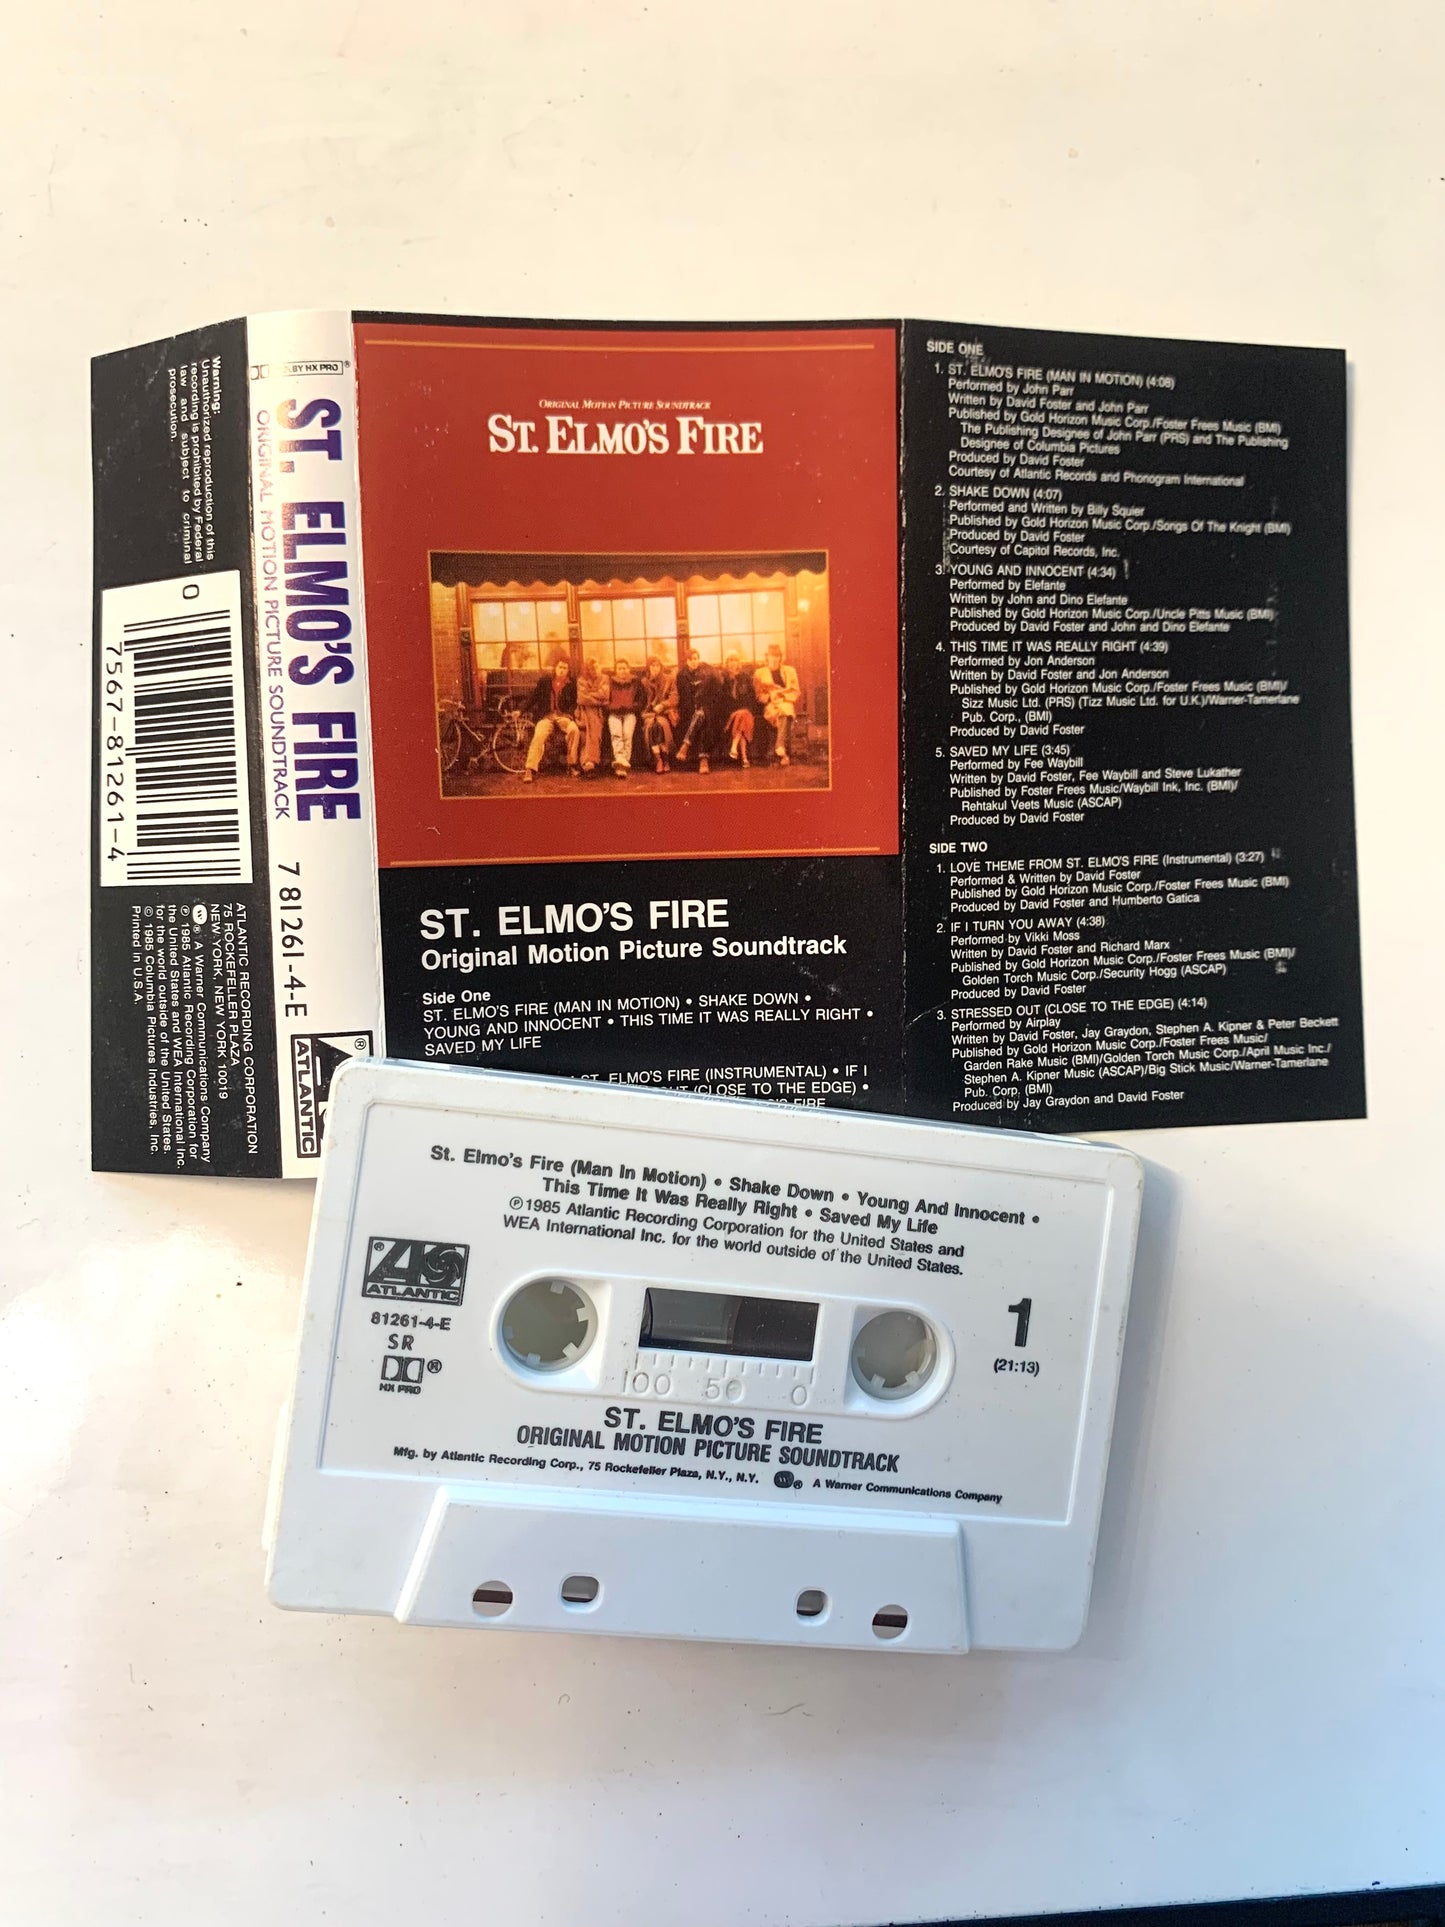 Warning:
Unauthorized reproduction of this
recording is prohibited by Federal
law and subject to criminal
prosecution.
0
7567-81261-4
ATLANTIC RECORDING CORPORATION
75 ROCKEFELLER PLAZA
NEW YORK, NEW YORK 10019
® A Warner Communications Company
℗ 1985 Atlantic Recording Corporation for
the United States and WEA International Inc.
for the world outside of the United States.
© 1985 Columbia Pictures Industries, Inc.
Printed in U.S.A.
HX PRO ®
ST. ELMO'S FIRE
ORIGINAL MOTION PICTURE SOUNDTRACK
7 81261-4-E
®
ATLANTIC
ORIGINAL MOTION PICTURE SOUNDTRACK
ST. ELMO'S FIRE
ST. ELMO'S FIRE
Original Motion Picture Soundtrack
Side One
ST. ELMO'S FIRE (MAN IN MOTION) • SHAKE DOWN •
YOUNG AND INNOCENT • THIS TIME IT WAS REALLY RIGHT •
SAVED MY LIFE
ST. ELMO'S FIRE (INSTRUMENTAL) • IF I
(CLOSE TO THE EDGE) •
FIRE
SIDE ONE
1. ST. ELMO'S FIRE (MAN IN MOTION) (4:08)
Performed by John Parr
Written by David Foster and John Parr
Published by Gold Horizon Music Corp./Foster Frees Music (BMI)
The Publishing Designee of John Parr (PRS) and The Publishing
Designee of Columbia Pictures
Produced by David Foster
Courtesy of Atlantic Records and Phonogram International
2. SHAKE DOWN (4:07)
Performed and Written by Billy Squier
Published by Gold Horizon Music Corp./Songs Of The Knight (BMI)
Produced by David Foster
Courtesy of Capitol Records, Inc.
3. YOUNG AND INNOCENT (4:34)
Performed by Elefante
Written by John and Dino Elefante
Published by Gold Horizon Music Corp./Uncle Pitts Music (BMI)
Produced by David Foster and John and Dino Elefante
4. THIS TIME IT WAS REALLY RIGHT (4:39)
Performed by Jon Anderson
Written by David Foster and Jon Anderson
Published by Gold Horizon Music Corp./Foster Frees Music (BMI)/
Sizz Music Ltd. (PRS) (Tizz Music Ltd. for U.K.)/Warner-Tamerlane
Pub. Corp., (BMI)
Produced by David Foster
5. SAVED MY LIFE (3:45)
Performed by Fee Waybill
Written by David Foster, Fee Waybill and Steve Lukather
Published by Foster Frees Music/Waybill Ink, Inc. (BMI)/
Rehtakul Veets Music (ASCAP)
Produced by David Foster
SIDE TWO
1. LOVE THEME FROM ST. ELMO'S FIRE (Instrumental) (3:27)
Performed & Written by David Foster
Published by Gold Horizon Music Corp./Foster Frees Music (BMI)
Produced by David Foster and Humberto Gatica
2. IF I TURN YOU AWAY (4:38)
Performed by Vikki Moss
Written by David Foster and Richard Marx
Published by Gold Horizon Music Corp./Foster Frees Music (BMI)/
Golden Torch Music Corp./Security Hogg (ASCAP)
Produced by David Foster
3. STRESSED OUT (CLOSE TO THE EDGE) (4:14)
Performed by Airplay
Written by David Foster, Jay Graydon, Stephen A. Kipner & Peter Beckett
Published by Gold Horizon Music Corp./Foster Frees Music/
Garden Rake Music (BMI)/Golden Torch Music Corp./April Music Inc./
Stephen A. Kipner Music (ASCAP)/Big Stick Music/Warner-Tamerlane
Pub. Corp. (BMI)
Produced by Jay Graydon and David Foster
St. Elmo's Fire (Man In Motion) • Shake Down • Young And Innocent •
This Time It Was Really Right • Saved My Life
℗1985 Atlantic Recording Corporation for the United States and
WEA International Inc. for the world outside of the United States.
®
ATLANTIC
81261-4-E
SR
®
HX PRO
1
(21:13)
100 50 0
ST. ELMO'S FIRE
ORIGINAL MOTION PICTURE SOUNDTRACK
Mfg. by Atlantic Recording Corp., 75 Rockefeller Plaza, N.Y., N.Y. ® A Warner Communications Company